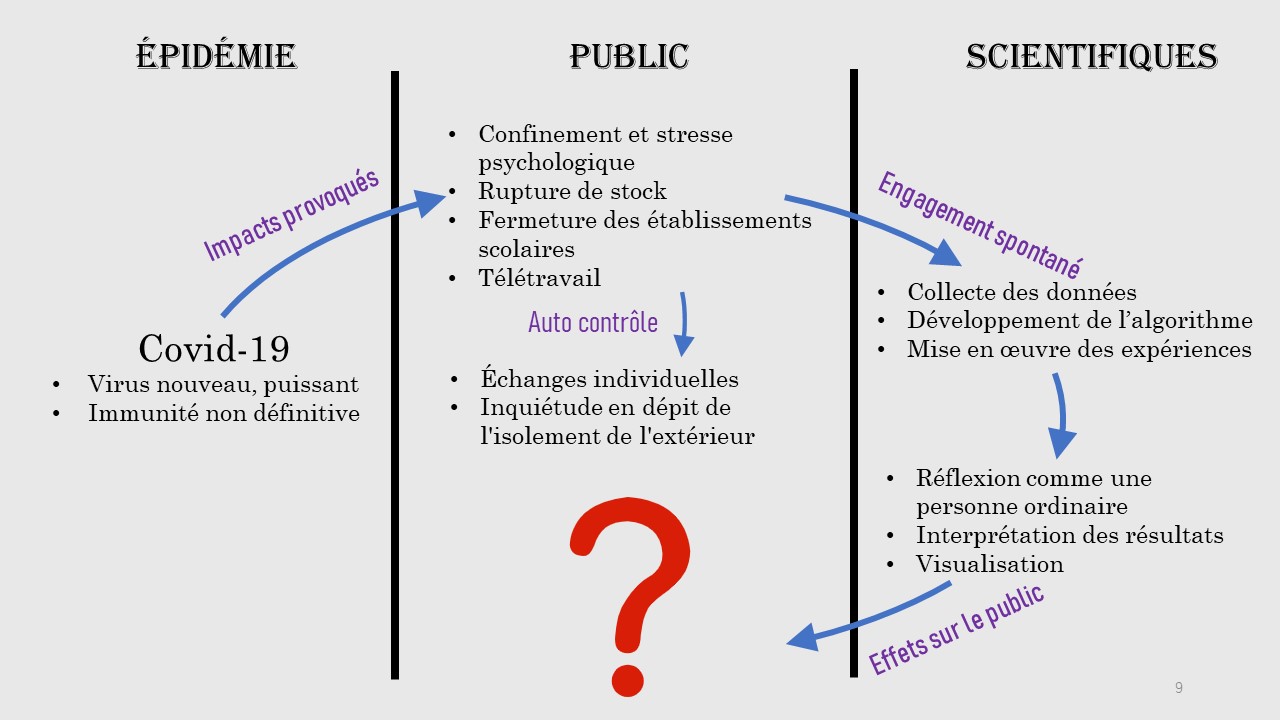 ÉPIDÉMIE
PUBLIC
SCIENTIFIQUES
Impacts provoqués
Covid-19
• Virus nouveau, puissant
• Immunité non définitive
• Confinement et stresse
psychologique
• Rupture de stock
• Fermeture des établissements
scolaires
• Télétravail
Auto contrôle
• Échanges individuelles
• Inquiétude en dépit de
l'isolement de l'extérieur
?
Engagement spontané
• Collecte des données
• Développement de l’algorithme
• Mise en œuvre des expériences
• Réflexion comme une
personne ordinaire
• Interprétation des résultats
• Visualisation
Effets sur le public
9